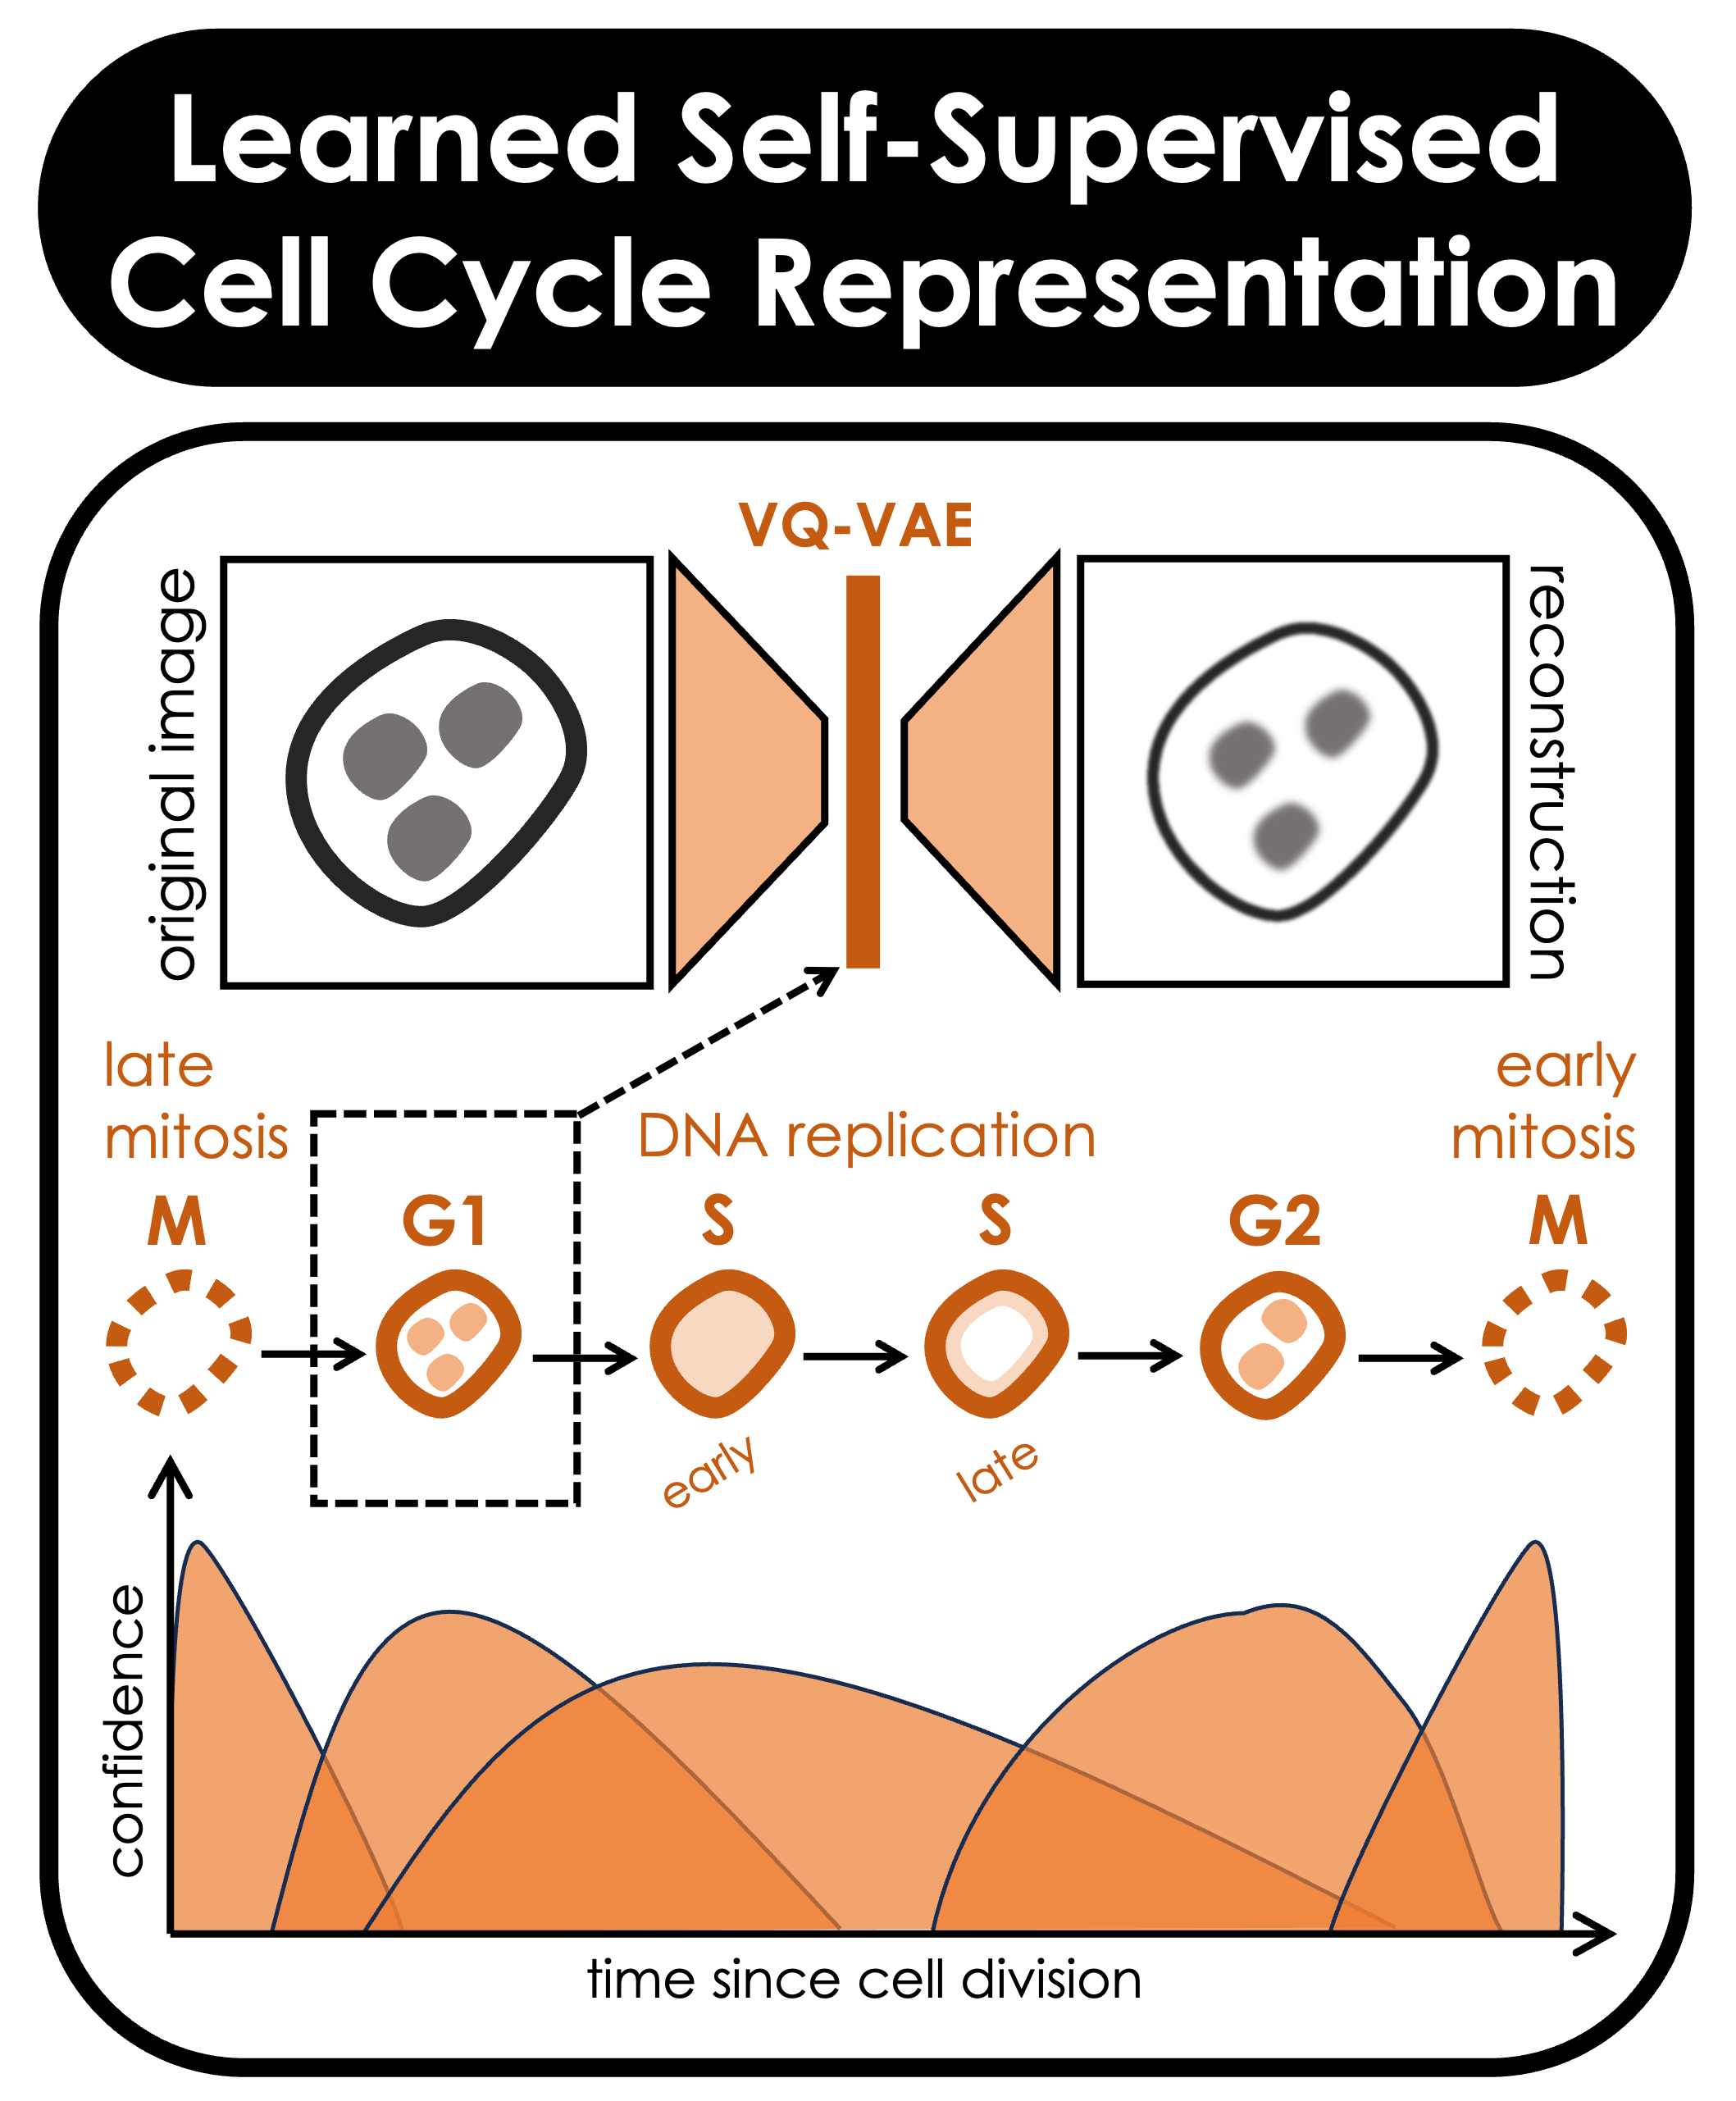 Learned Self-Supervised
Cell Cycle Representation
VQ-VAE
original image
reconstruction
late
mitosis
DNA replication
early
mitosis
M
G1
S
S
G2
M
early
late
confidence
time since cell division